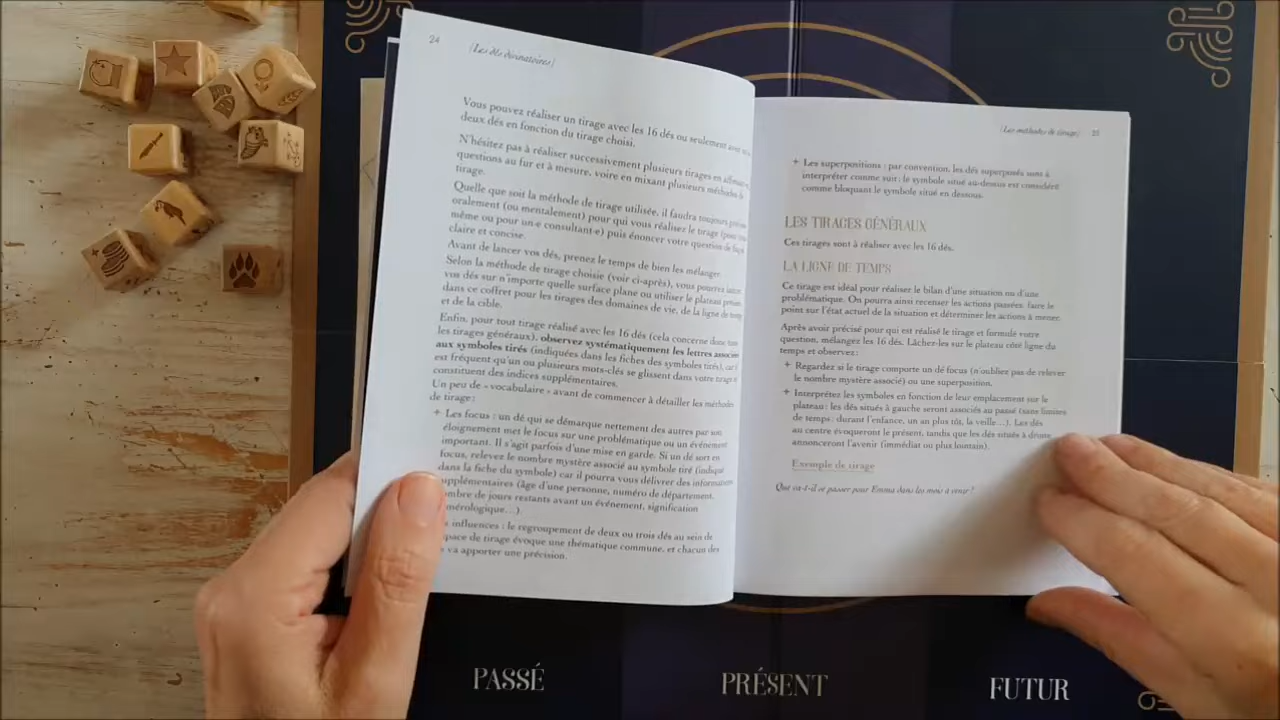 24
[Les dés divinatoires]
Vous pouvez réaliser un tirage avec les 16 dés ou seulement avec
deux dés en fonction du tirage choisi.
N'hésitez pas à réaliser successivement plusieurs tirages en
questions au fur et à mesure, voire en mixant plusieurs méthodes de
tirage.
Quelle que soit la méthode de tirage utilisée, il faudra toujours
oralement (ou mentalement) pour qui vous réalisez le tirage (pour
même ou pour un·e consultant·e) puis énoncer votre question de façon
claire et concise.
Avant de lancer vos dés, prenez le temps de bien les mélanger.
Selon la méthode de tirage choisie (voir ci-après), vous pourrez lancer
vos dés sur n'importe quelle surface plane ou utiliser le plateau
dans ce coffret pour les tirages des domaines de vie, de la ligne de temps
et de la cible.
Enfin, pour tout tirage réalisé avec les 16 dés (cela concerne donc tous
les tirages généraux), observez systématiquement les lettres
aux symboles tirés (indiquées dans les fiches des symboles tirés), car il
est fréquent qu'un ou plusieurs mots-clés se glissent dans votre tirage et
constituent des indices supplémentaires.
Un peu de « vocabulaire » avant de commencer à détailler les méthodes
de tirage :
+ Les focus : un dé qui se démarque nettement des autres par son
éloignement met le focus sur une problématique ou un événement
important. Il s'agit parfois d'une mise en garde. Si un dé sort en
focus, relevez le nombre mystère associé au symbole tiré (indiqué
dans la fiche du symbole) car il pourra vous délivrer des informations
supplémentaires (âge d'une personne, numéro de département,
ombre de jours restants avant un événement, signification
mérologique…).
influences : le regroupement de deux ou trois dés au sein de
pace de tirage évoque une thématique commune, et chacun des
va apporter une précision.
[Les méthodes de tirage] 25
+ Les superpositions : par convention, les dés superposés sont à
interpréter comme suit : le symbole situé au-dessus est considéré
comme bloquant le symbole situé en dessous.
LES TIRAGES GÉNÉRAUX
Ces tirages sont à réaliser avec les 16 dés.
LA LIGNE DE TEMPS
Ce tirage est idéal pour réaliser le bilan d'une situation ou d'une
problématique. On pourra ainsi recenser les actions passées, faire le
point sur l'état actuel de la situation et déterminer les actions à mener.
Après avoir précisé pour qui est réalisé le tirage et formulé votre
question, mélangez les 16 dés. Lâchez-les sur le plateau côté ligne du
temps et observez :
+ Regardez si le tirage comporte un dé focus (n'oubliez pas de relever
le nombre mystère associé) ou une superposition.
+ Interprétez les symboles en fonction de leur emplacement sur le
plateau : les dés situés à gauche seront associés au passé (sans limites
de temps : durant l'enfance, un an plus tôt, la veille…). Les dés
au centre évoqueront le présent, tandis que les dés situés à droite
annonceront l'avenir (immédiat ou plus lointain).
Exemple de tirage
Que va-t-il se passer pour Emma dans les mois à venir ?
PASSÉ
PRÉSENT
FUTUR